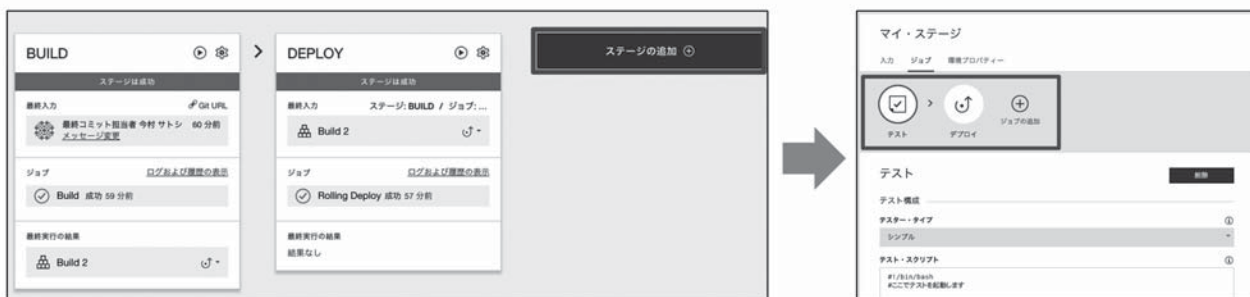 BUILD
ステージは成功
最終入力
Git URL
最終コミット担当者 今村 サトシ 60 分前
メッセージ変更
ジョブ
ログおよび履歴の表示
Build 成功 59 分前
最終実行の結果
Build 2
DEPLOY
ステージは成功
最終入力
ステージ: BUILD / ジョブ: ...
Build 2
ジョブ
ログおよび履歴の表示
Rolling Deploy 成功 57 分前
最終実行の結果
結果なし
ステージの追加
マイ・ステージ
入力 ジョブ 環境プロパティー
テスト
デプロイ
ジョブの追加
テスト
削除
テスト構成
テスター・タイプ
シンプル
テスト・スクリプト
#!/bin/bash
#ここでテストを起動します